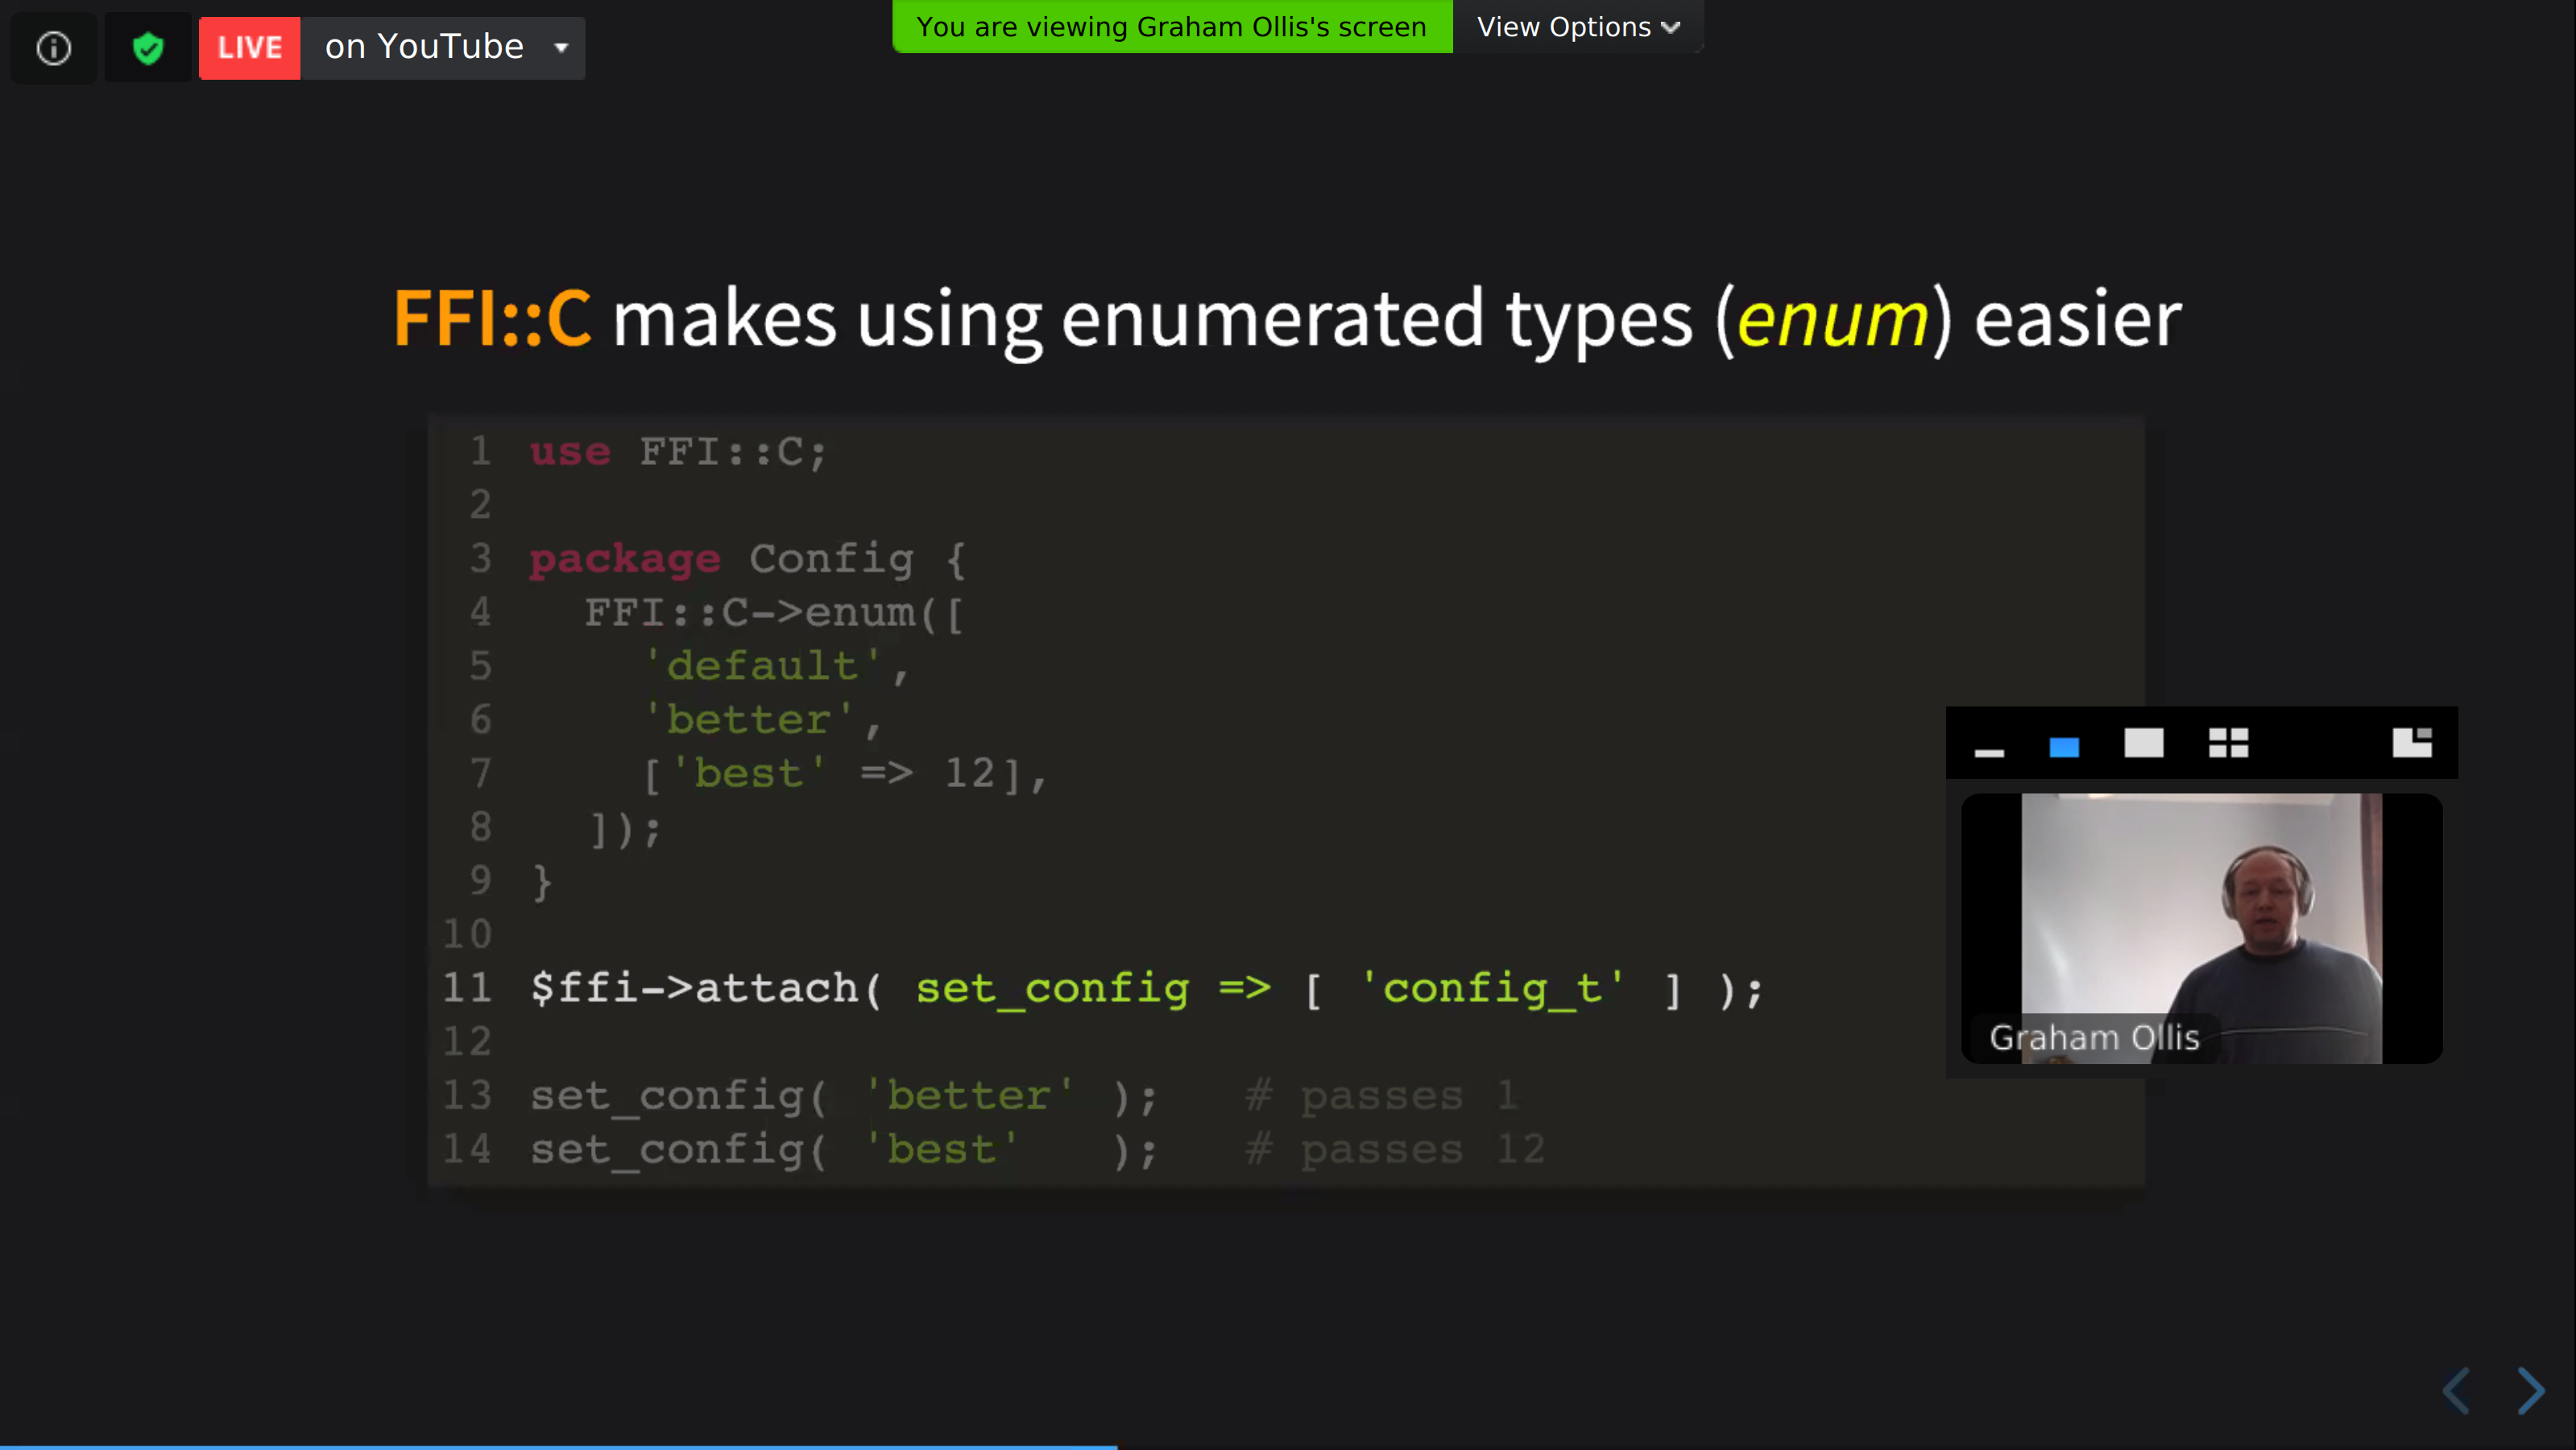 LIVE on YouTube
You are viewing Graham Ollis's screen View Options
FFI::C makes using enumerated types (enum) easier
1 use FFI::C;
2
3 package Config {
4   FFI::C->enum([
5     'default',
6     'better',
7     ['best' => 12],
8   ]);
9 }
10
11 $ffi->attach( set_config => [ 'config_t' ] );
12
13 set_config( 'better' );   # passes 1
14 set_config( 'best'   );   # passes 12
Graham Ollis